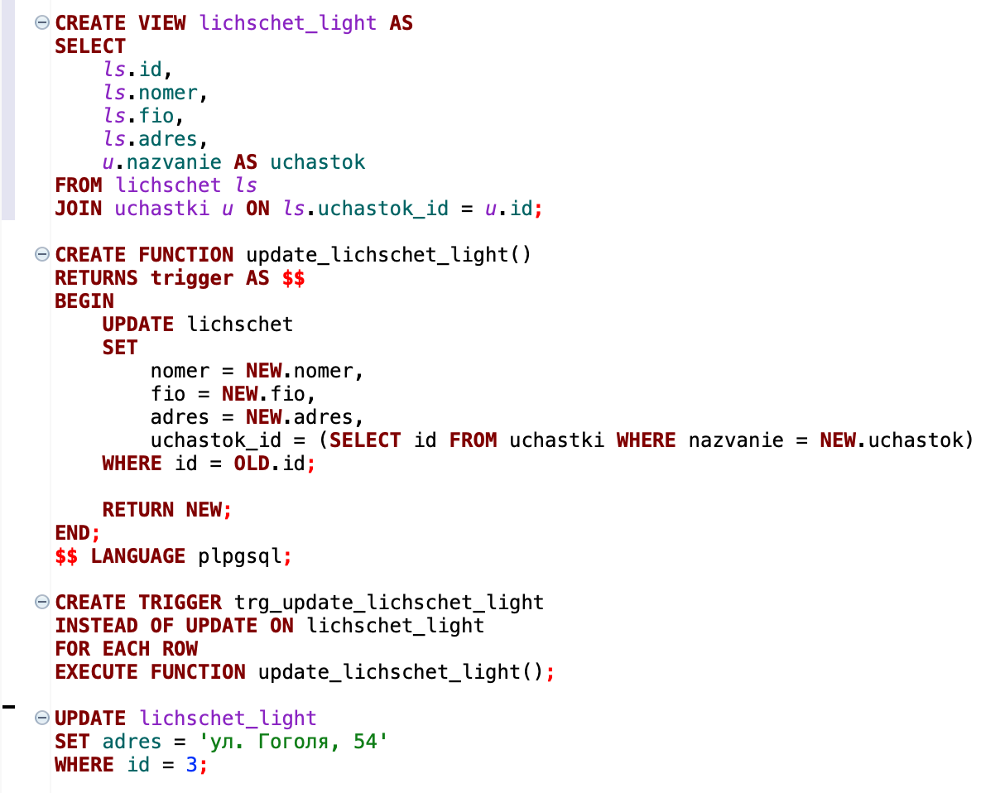 CREATE VIEW lichschet_light AS
SELECT
    ls.id,
    ls.nomer,
    ls.fio,
    ls.adres,
    u.nazvanie AS uchastok
FROM lichschet ls
JOIN uchastki u ON ls.uchastok_id = u.id;

CREATE FUNCTION update_lichschet_light()
RETURNS trigger AS $$
BEGIN
    UPDATE lichschet
    SET
        nomer = NEW.nomer,
        fio = NEW.fio,
        adres = NEW.adres,
        uchastok_id = (SELECT id FROM uchastki WHERE nazvanie = NEW.uchastok)
    WHERE id = OLD.id;

    RETURN NEW;
END;
$$ LANGUAGE plpgsql;

CREATE TRIGGER trg_update_lichschet_light
INSTEAD OF UPDATE ON lichschet_light
FOR EACH ROW
EXECUTE FUNCTION update_lichschet_light();

UPDATE lichschet_light
SET adres = 'ул. Гоголя, 54'
WHERE id = 3;